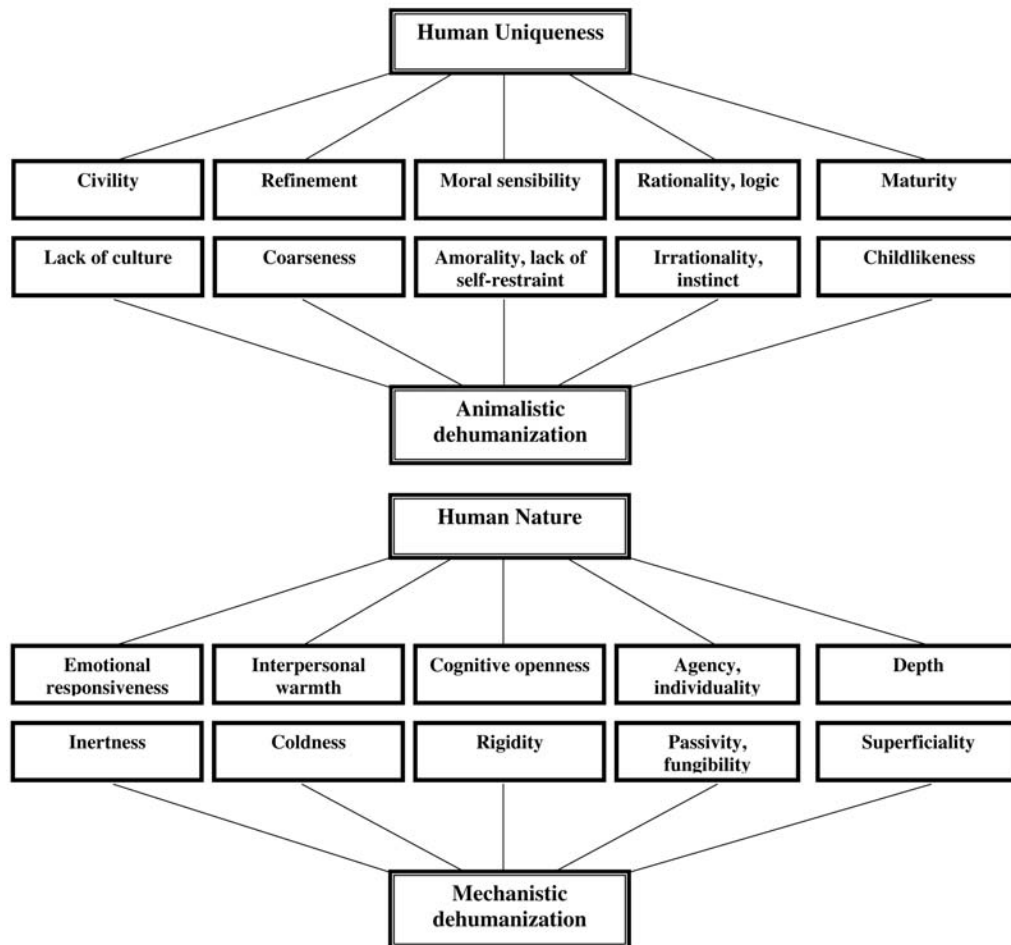 Human Uniqueness
Civility
Refinement
Moral sensibility
Rationality, logic
Maturity
Lack of culture
Coarseness
Amorality, lack of
self-restraint
Irrationality,
instinct
Childlikeness
Animalistic
dehumanization
Human Nature
Emotional
responsiveness
Interpersonal
warmth
Cognitive openness
Agency,
individuality
Depth
Inertness
Coldness
Rigidity
Passivity,
fungibility
Superficiality
Mechanistic
dehumanization